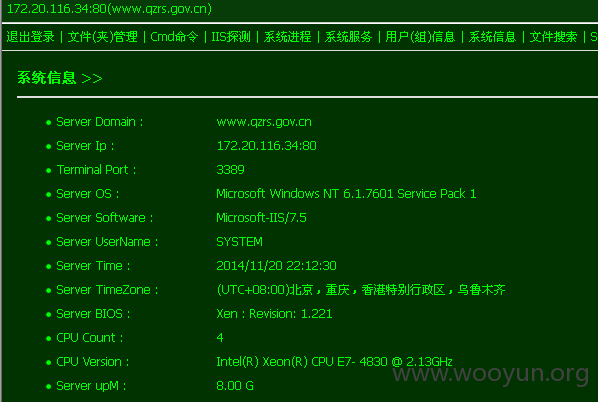 172.20.116.34:80(www.qzrs.gov.cn)
退出登录 | 文件(夹)管理 | Cmd命令 | IIS探测 | 系统进程 | 系统服务 | 用户(组)信息 | 系统信息 | 文件搜索 | S
系统信息 >>
Server Domain : www.qzrs.gov.cn
Server Ip : 172.20.116.34:80
Terminal Port : 3389
Server OS : Microsoft Windows NT 6.1.7601 Service Pack 1
Server Software : Microsoft-IIS/7.5
Server UserName : SYSTEM
Server Time : 2014/11/20 22:12:30
Server TimeZone : (UTC+08:00)北京，重庆，香港特别行政区，乌鲁木齐
Server BIOS : Xen : Revision: 1.221
CPU Count : 4
CPU Version : Intel(R) Xeon(R) CPU E7- 4830 @ 2.13GHz
www.wooyun.org
Server upM : 8.00 G